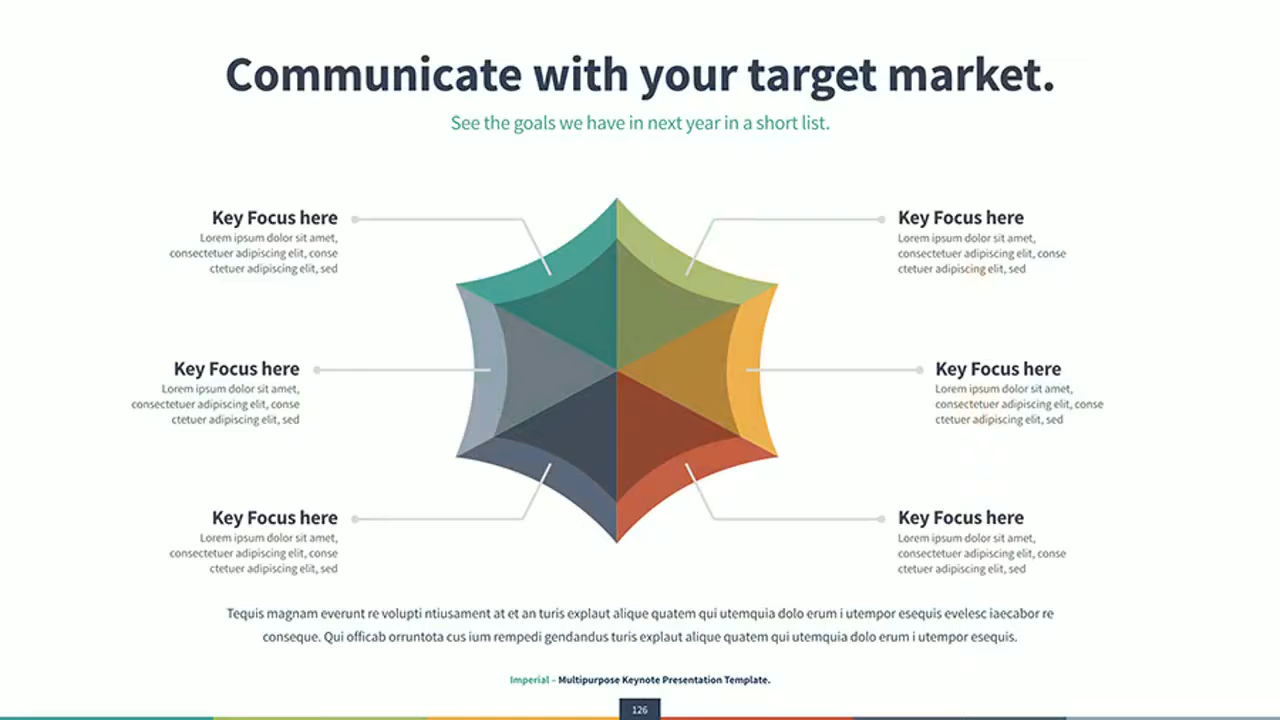 Communicate with your target market.
See the goals we have in next year in a short list.
Key Focus here
Lorem ipsum dolor sit amet,
consectetuer adipiscing elit, conse
ctetuer adipiscing elit, sed
Key Focus here
Lorem ipsum dolor sit amet,
consectetuer adipiscing elit, conse
ctetuer adipiscing elit, sed
Key Focus here
Lorem ipsum dolor sit amet,
consectetuer adipiscing elit, conse
ctetuer adipiscing elit, sed
Key Focus here
Lorem ipsum dolor sit amet,
consectetuer adipiscing elit, conse
ctetuer adipiscing elit, sed
Key Focus here
Lorem ipsum dolor sit amet,
consectetuer adipiscing elit, conse
ctetuer adipiscing elit, sed
Key Focus here
Lorem ipsum dolor sit amet,
consectetuer adipiscing elit, conse
ctetuer adipiscing elit, sed
Tequis magnam everunt re volupti ntiusament at et an turis explaut alique quatem qui utemquia dolo erum i utempor esequis evelesc iaecabor re
conseque. Qui officab orruntota cus ium rempedi gendandus turis explaut alique quatem qui utemquia dolo erum i utempor esequis.
Imperial – Multipurpose Keynote Presentation Template.
126